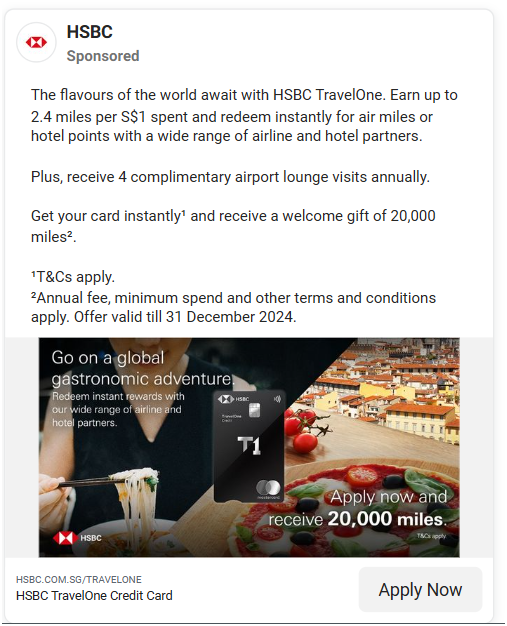 HSBC
Sponsored
The flavours of the world await with HSBC TravelOne. Earn up to
2.4 miles per S$1 spent and redeem instantly for air miles or
hotel points with a wide range of airline and hotel partners.
Plus, receive 4 complimentary airport lounge visits annually.
Get your card instantly¹ and receive a welcome gift of 20,000
miles².
¹T&Cs apply.
²Annual fee, minimum spend and other terms and conditions
apply. Offer valid till 31 December 2024.
Go on a global
gastronomic adventure.
Redeem instant rewards with
our wide range of airline and
hotel partners.
HSBC
TravelOne
Credit
T1
mastercard
Apply now and
receive 20,000 miles.
T&Cs apply
HSBC
HSBC.COM.SG/TRAVELONE
HSBC TravelOne Credit Card
Apply Now